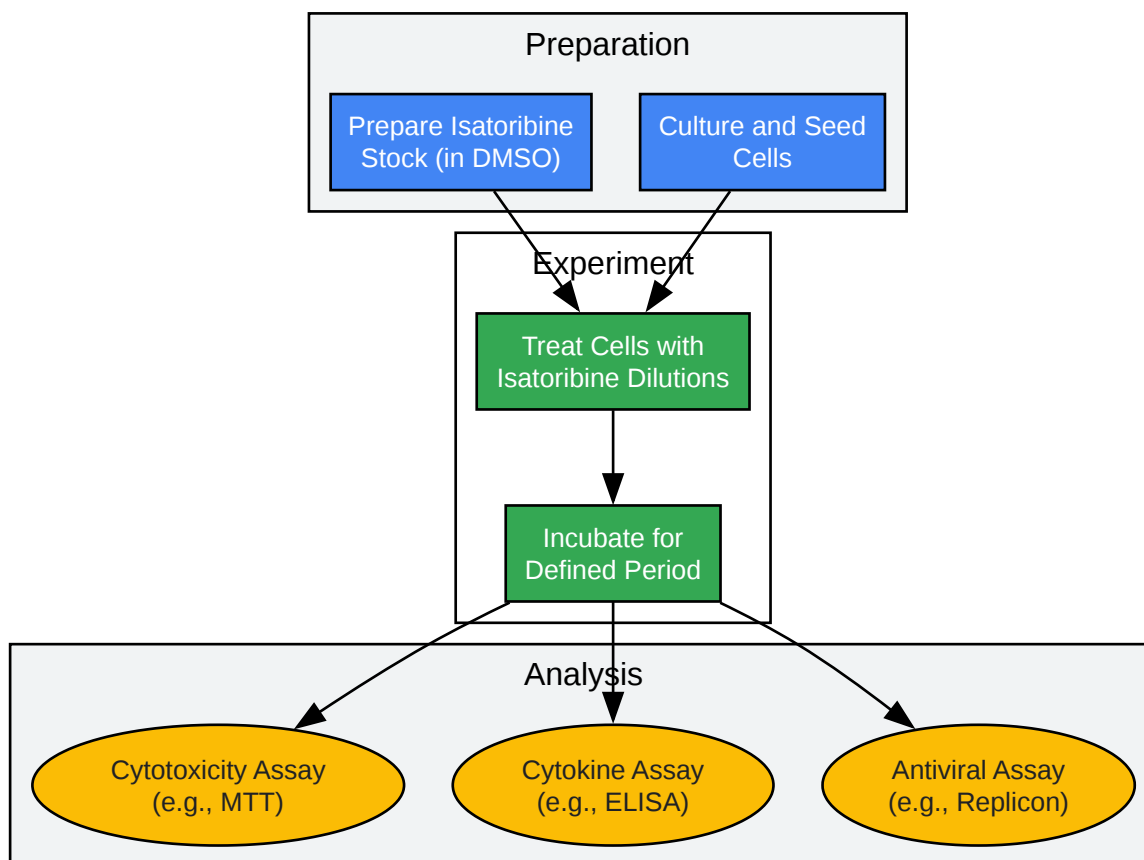 Preparation
Prepare Isatoribine
Stock (in DMSO)
Culture and Seed
Cells
Experiment
Treat Cells with
Isatoribine Dilutions
Incubate for
Defined Period
Analysis
Cytotoxicity Assay
(e.g., MTT)
Cytokine Assay
(e.g., ELISA)
Antiviral Assay
(e.g., Replicon)